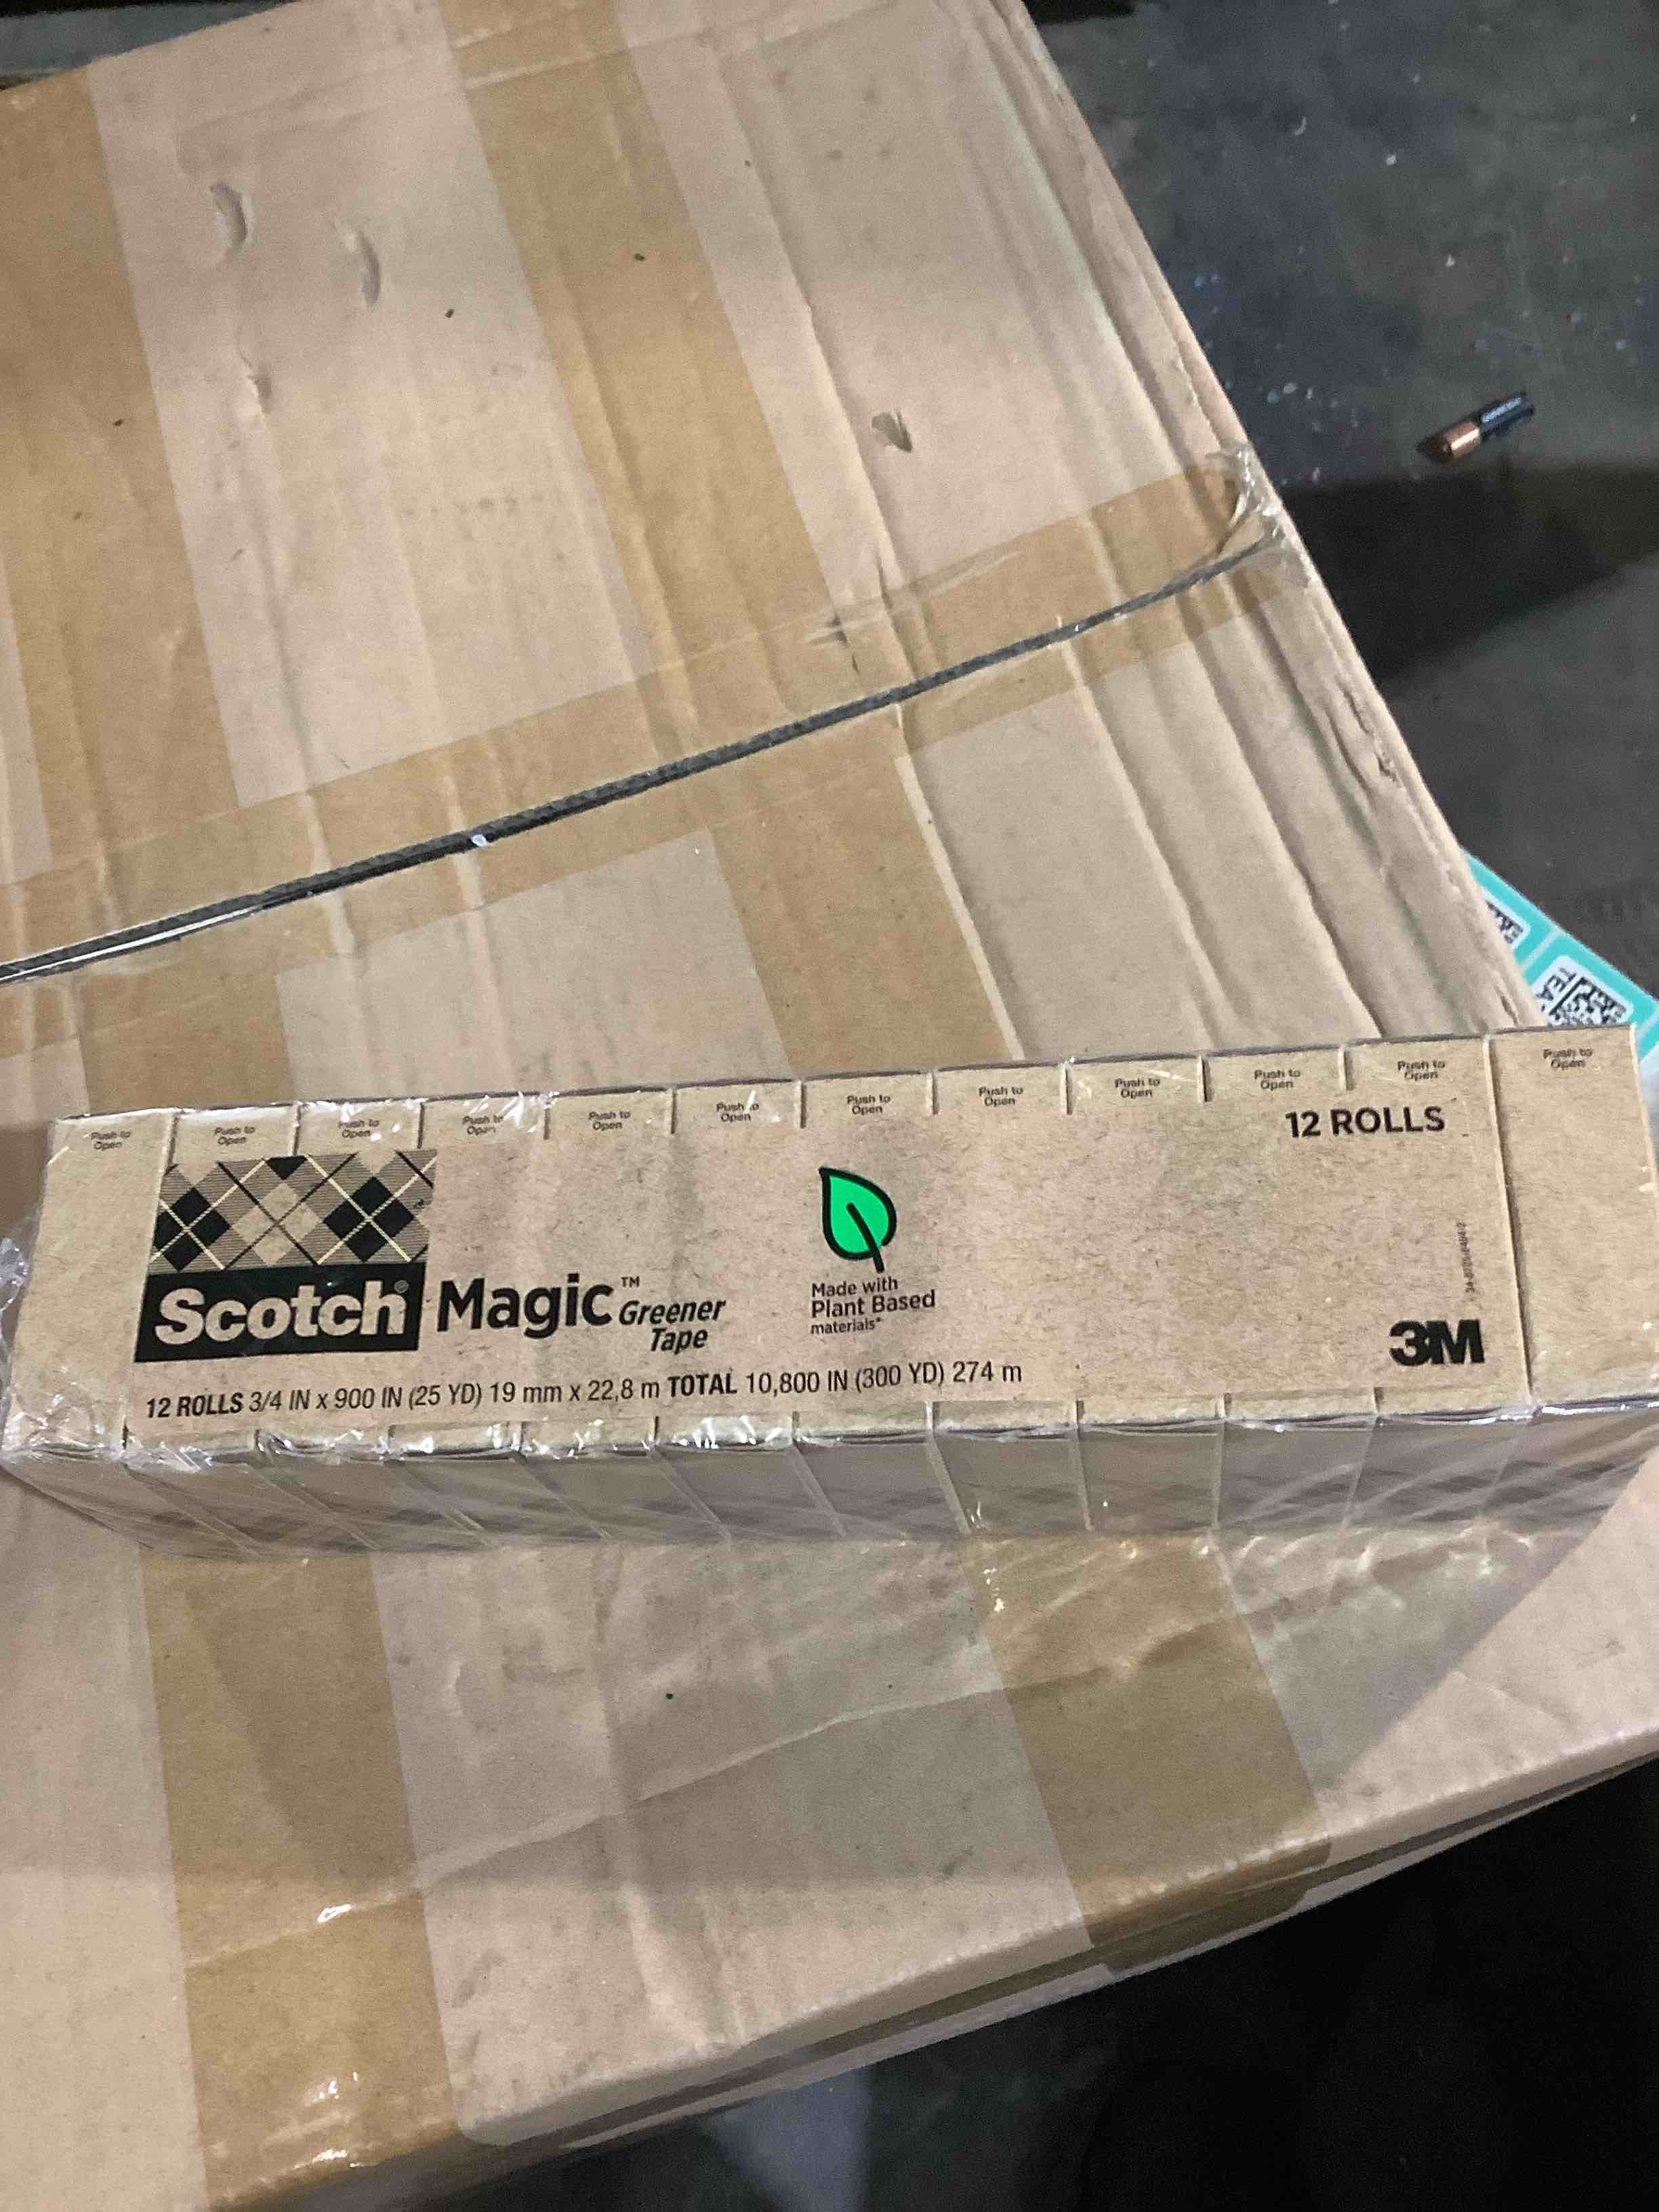 DURACELL
TEA
Push to
Open
Push to
Open
Push to
Open
Push to
Open
Push to
Open
Push to
Open
Push to
Open
Push to
Open
Push to
Open
Push to
Open
Push to
Open
Push to
Open
12 ROLLS
Scotch® Magic™ Greener
Tape
Made with
Plant Based
materials*
3M
12 ROLLS 3/4 IN x 900 IN (25 YD) 19 mm x 22,8 m TOTAL 10,800 IN (300 YD) 274 m